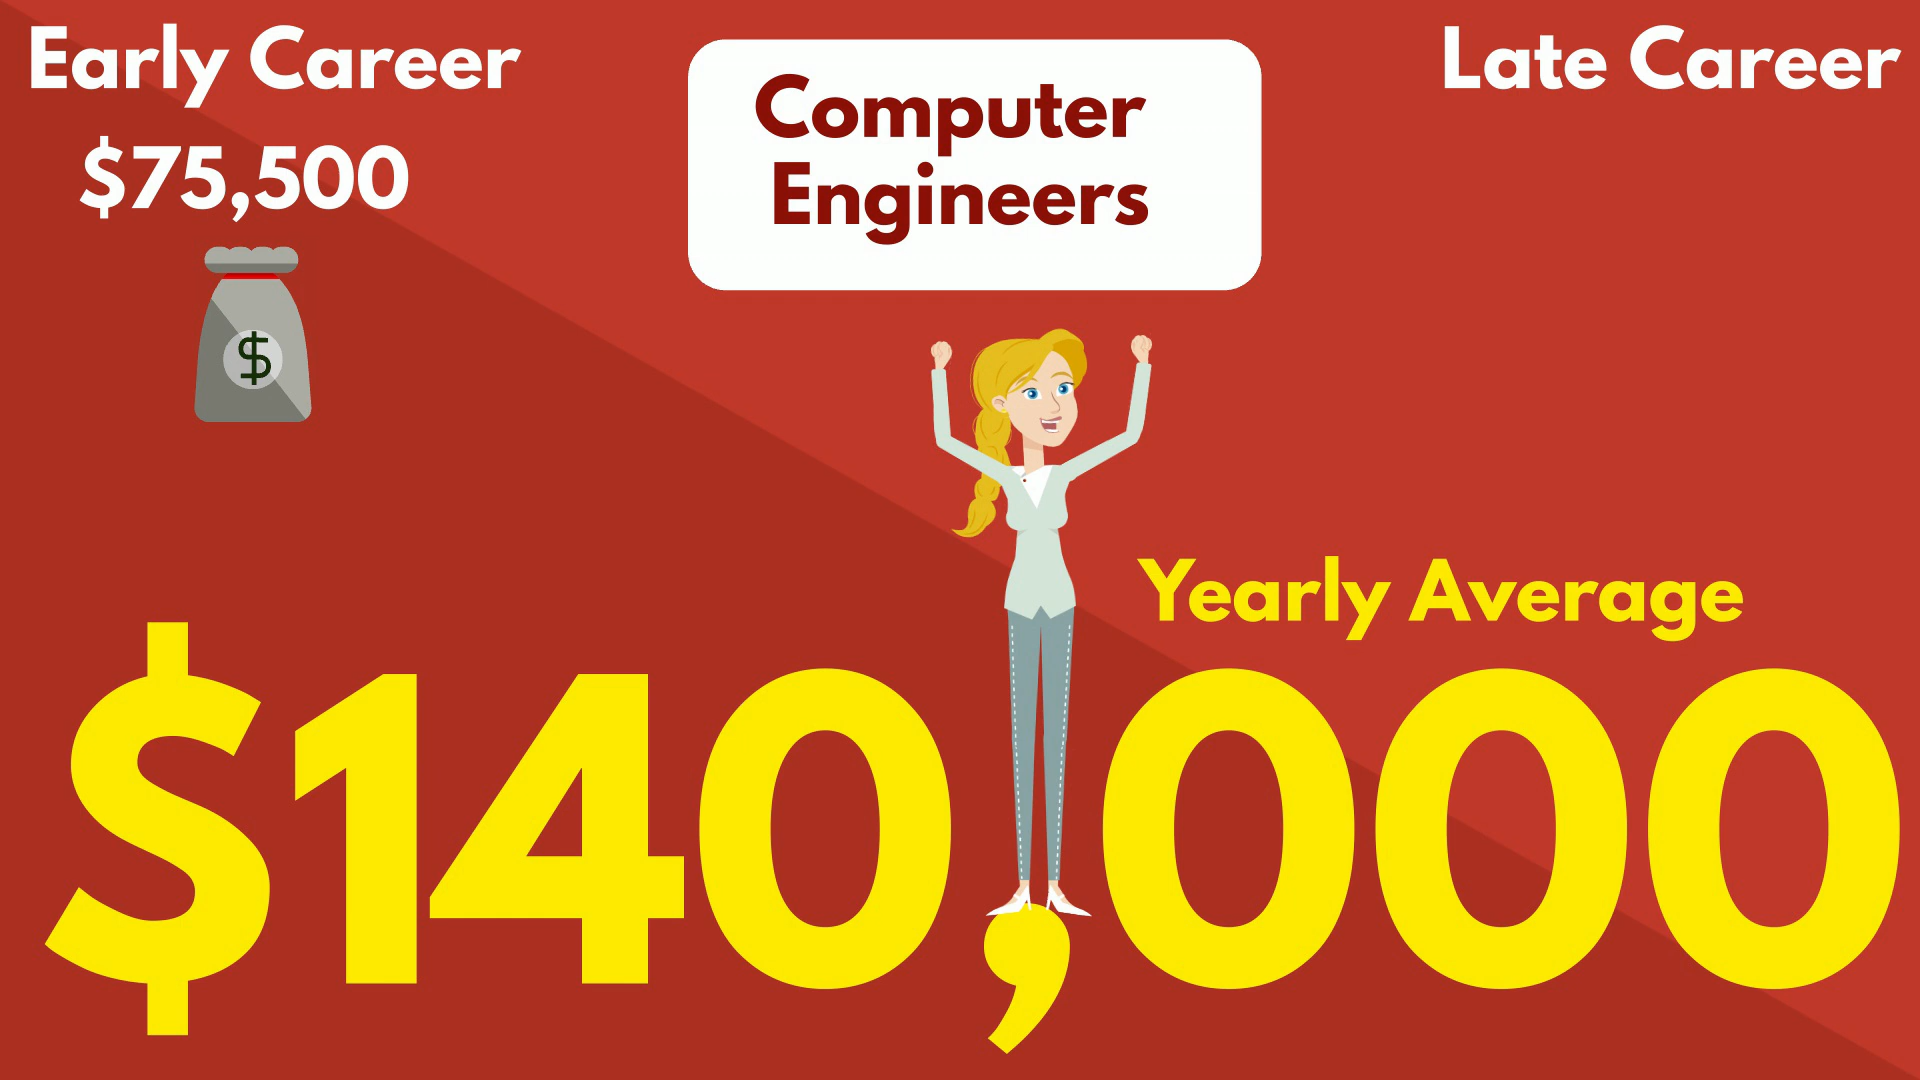 Early Career
$75,500
$
Computer
Engineers
Late Career
Yearly Average
$140,000